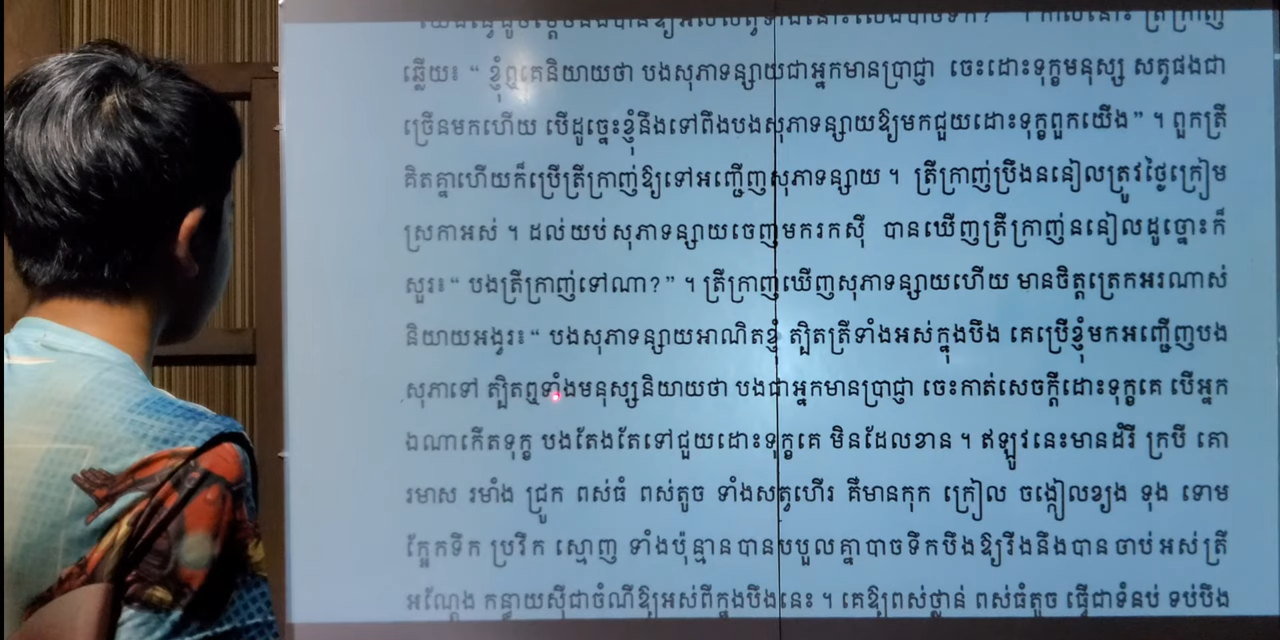 ឆ្លើយ៖ “ ខ្ញុំឮគេនិយាយថា បងសុភាទន្សាយជាអ្នកមានប្រាជ្ញា ចេះដោះទុក្ខមនុស្ស សត្វផងជា
ច្រើនមកហើយ បើដូច្នេះខ្ញុំនឹងទៅពឹងបងសុភាទន្សាយឱ្យមកជួយដោះទុក្ខពួកយើង” ។ ពួកត្រី
គិតគ្នាហើយក៏ប្រើត្រីក្រាញ់ឱ្យទៅអញ្ជើញសុភាទន្សាយ ។ ត្រីក្រាញ់ប្រឹងននៀលត្រូវថ្លៃក្រៀម
ស្រកាអស់ ។ ដល់យប់សុភាទន្សាយចេញមករកស៊ី បានឃើញត្រីក្រាញ់ននៀលដូច្នោះក៏
សួរ៖“ បងត្រីក្រាញ់ទៅណា?” ។ ត្រីក្រាញ់ឃើញសុភាទន្សាយហើយ មានចិត្តត្រេកអរណាស់
និយាយអង្វរ៖“ បងសុភាទន្សាយអាណិតខ្ញុំ ត្បិតត្រីទាំងអស់ក្នុងបឹង គេប្រើខ្ញុំមកអញ្ជើញបង
សុភាទៅ ត្បិតឮទាំងមនុស្សនិយាយថា បងជាអ្នកមានប្រាជ្ញា ចេះកាត់សេចក្ដីដោះទុក្ខគេ បើអ្នក
ឯណាកើតទុក្ខ បងតែងតែទៅជួយដោះទុក្ខគេ មិនដែលខាន ។ ឥឡូវនេះមានដំរី ក្របី គោ
រមាស រមាំង ជ្រូក ពស់ធំ ពស់តូច ទាំងសត្វហើរ គឺមានកុក ក្រៀល ចង្កៀលខ្យង ទុង ទោម
ក្អែកទឹក ប្រវឹក ស្មោញ ទាំងប៉ុន្មានបានបបួលគ្នាបាចទឹកបឹងឱ្យរីងនឹងបានចាប់អស់ត្រី
អណ្ដែង កន្ធាយស៊ីជាចំណីឱ្យអស់ពីក្នុងបឹងនេះ ។ គេឱ្យពស់ថ្លាន់ ពស់ធំតូច ធ្វើជាទំនប់ ទប់បឹង